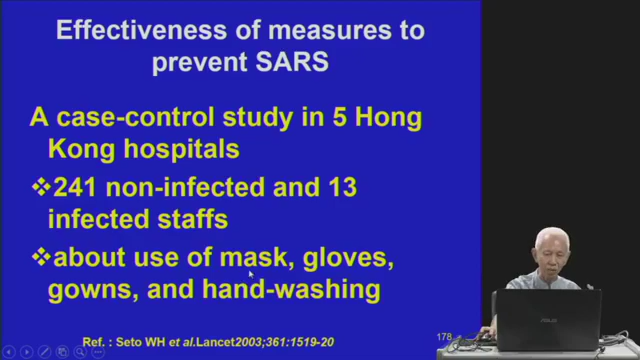 Effectiveness of measures to
prevent SARS
A case-control study in 5 Hong
Kong hospitals
❖241 non-infected and 13
infected staffs
❖about use of mask, gloves,
gowns, and hand-washing
178
Ref. : Seto WH et al.Lancet2003;361:1519-20
ASUS